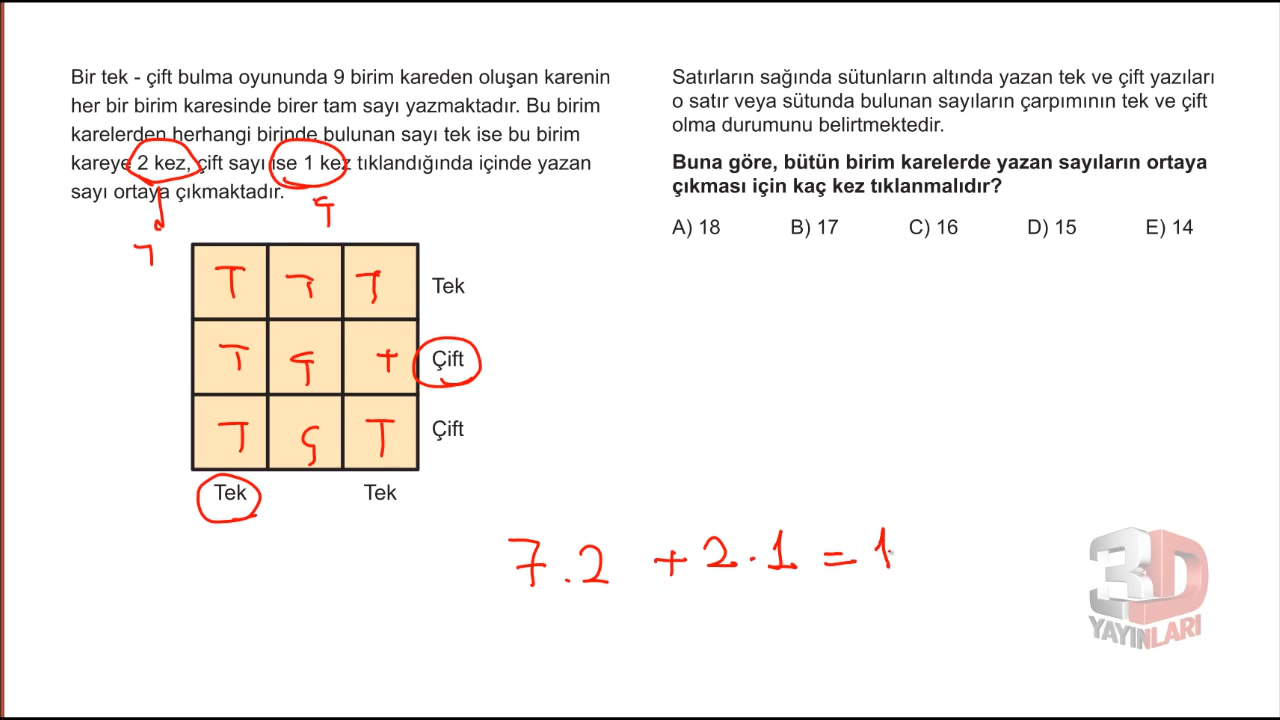 Bir tek - çift bulma oyununda 9 birim kareden oluşan karenin
her bir birim karesinde birer tam sayı yazmaktadır. Bu birim
karelerden herhangi birinde bulunan sayı tek ise bu birim
kareye 2 kez, çift sayı ise 1 kez tıklandığında içinde yazan
sayı ortaya çıkmaktadır.
T Ç
T T T Tek
T Ç T Çift
T Ç T Çift
Tek Tek
Satırların sağında sütunların altında yazan tek ve çift yazıları
o satır veya sütunda bulunan sayıların çarpımının tek ve çift
olma durumunu belirtmektedir.
Buna göre, bütün birim karelerde yazan sayıların ortaya
çıkması için kaç kez tıklanmalıdır?
A) 18 B) 17 C) 16 D) 15 E) 14
7.2 + 2.1 = 1
3D
YAYINLARI